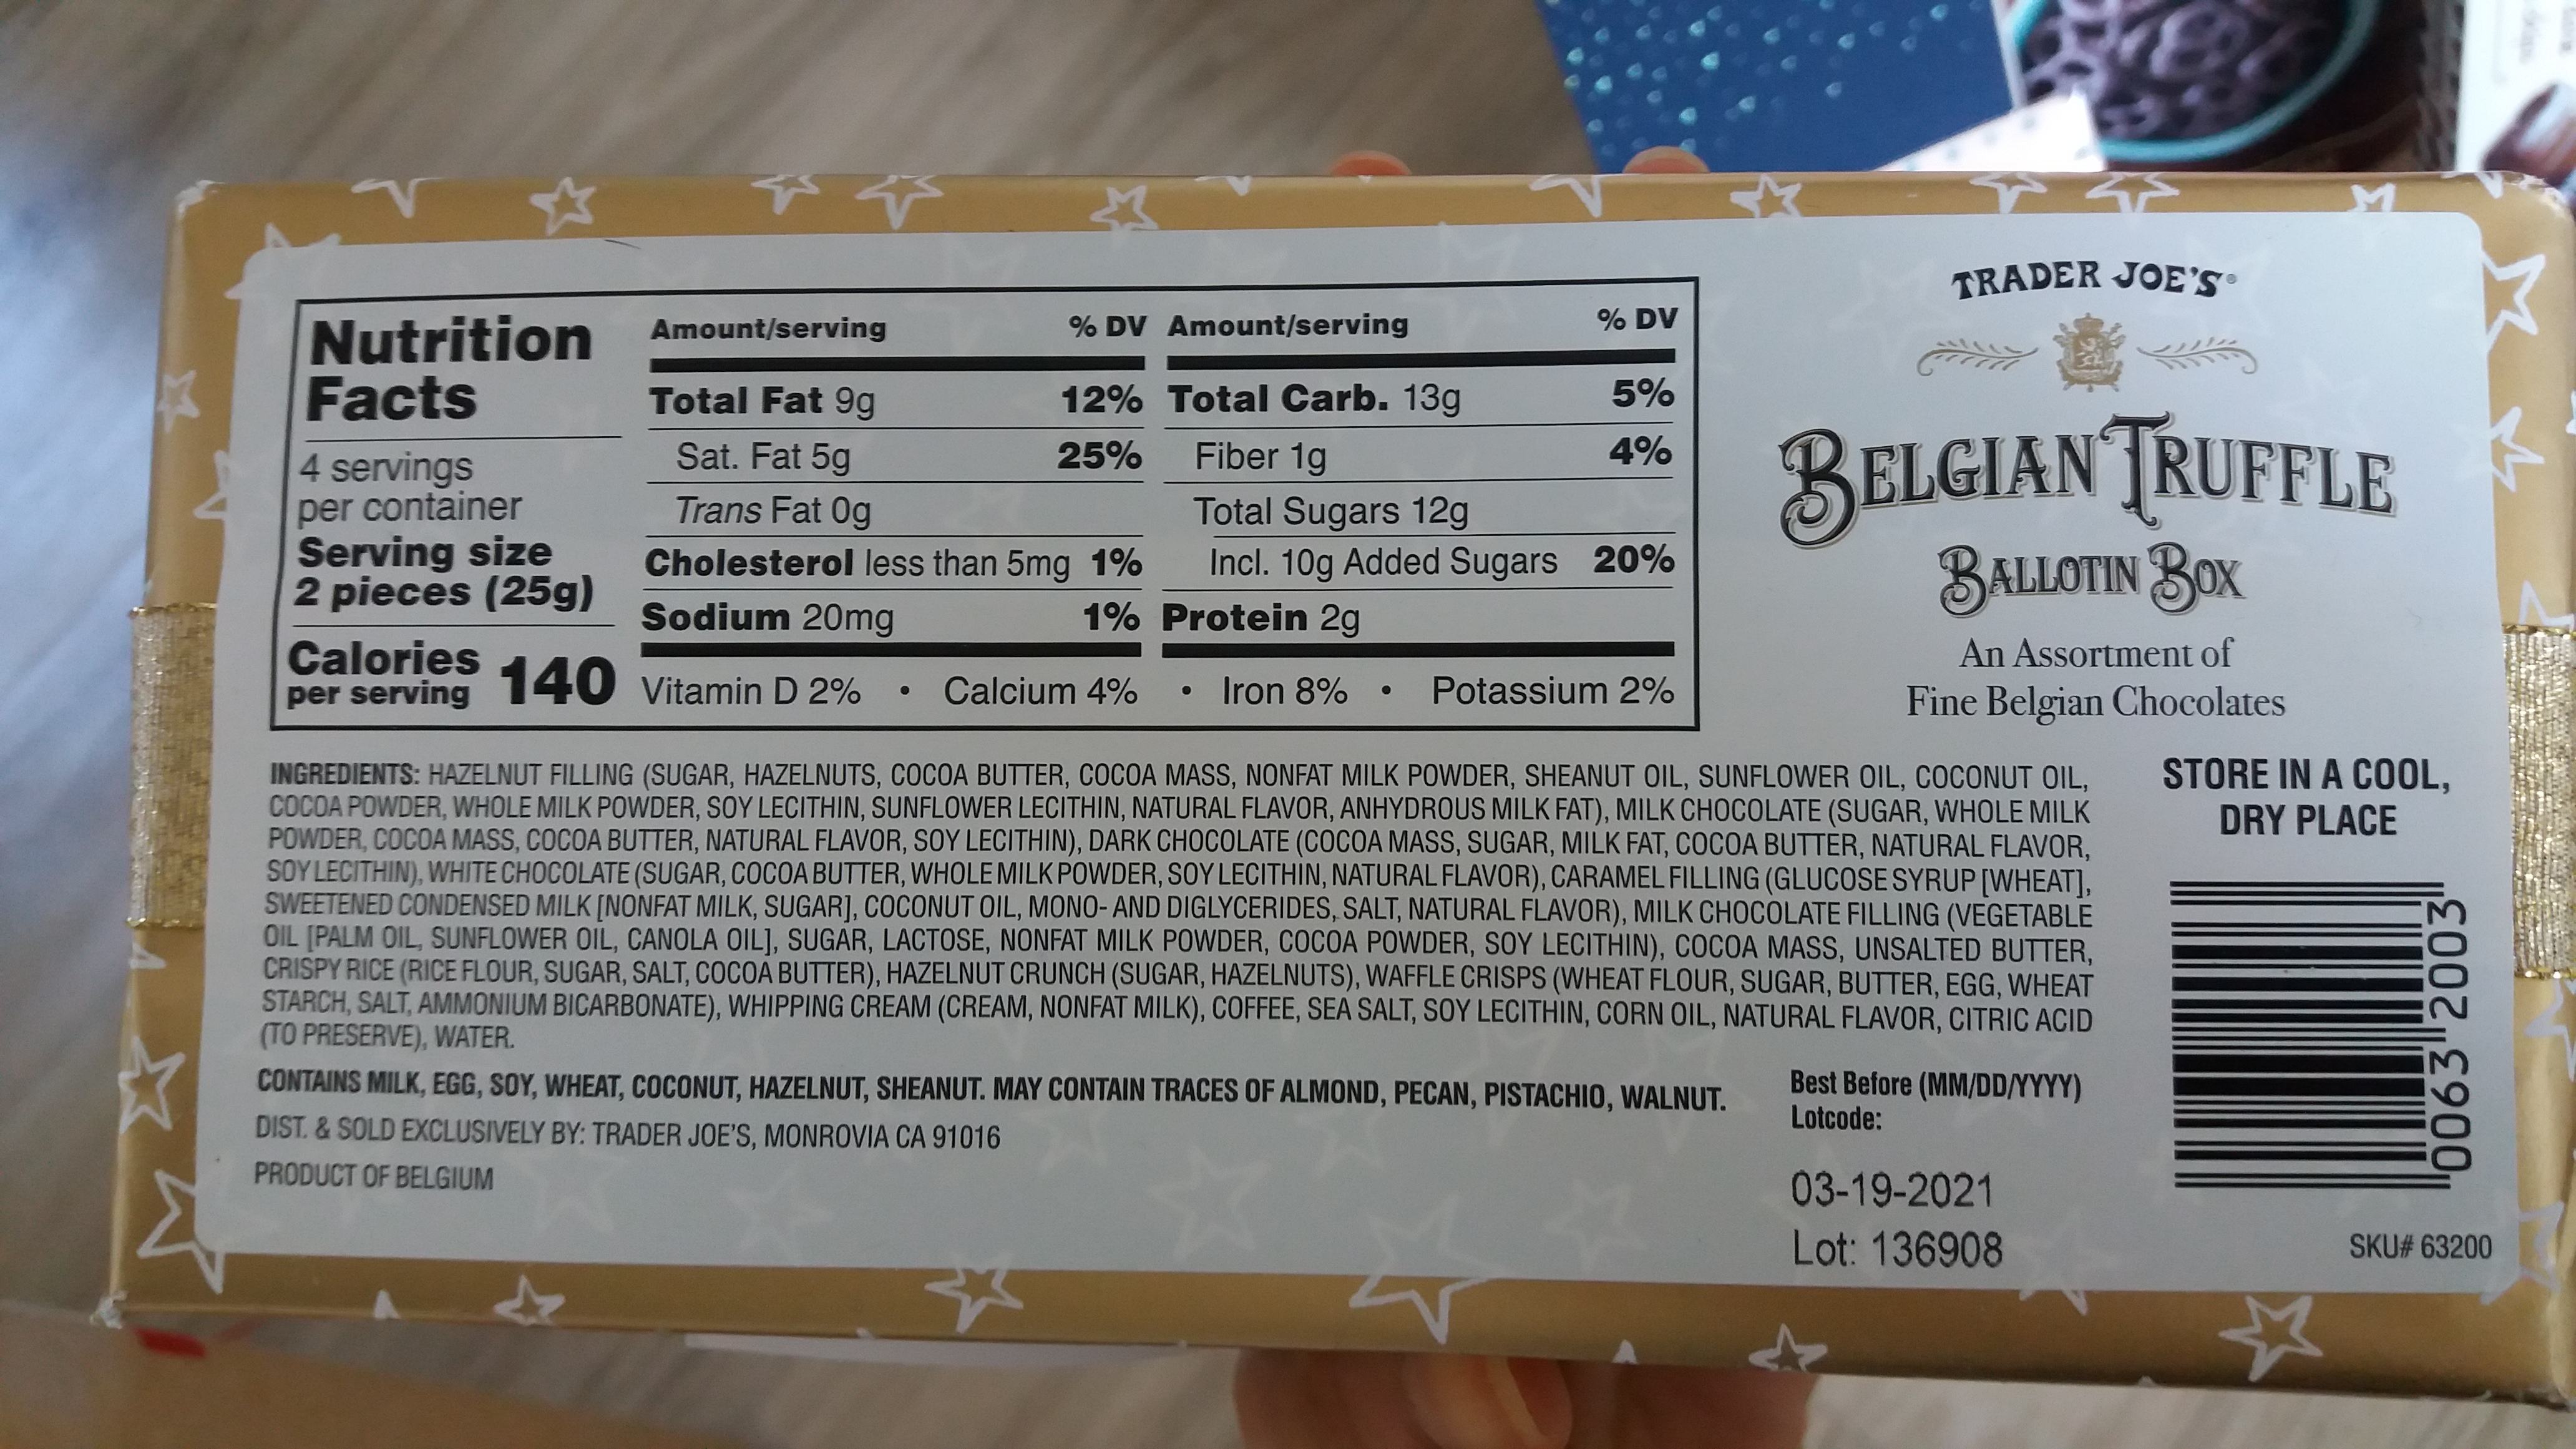 Nutrition
Facts
4 servings
per container
Serving size
2 pieces (25g)
Calories
per serving 140
Amount/serving % DV
Total Fat 9g 12%
Sat. Fat 5g 25%
Trans Fat 0g
Cholesterol less than 5mg 1%
Sodium 20mg 1%
Amount/serving % DV
Total Carb. 13g 5%
Fiber 1g 4%
Total Sugars 12g
Incl. 10g Added Sugars 20%
Protein 2g
Vitamin D 2% • Calcium 4% • Iron 8% • Potassium 2%
TRADER JOE'S®
BELGIAN TRUFFLE
BALLOTIN BOX
An Assortment of
Fine Belgian Chocolates
INGREDIENTS: HAZELNUT FILLING (SUGAR, HAZELNUTS, COCOA BUTTER, COCOA MASS, NONFAT MILK POWDER, SHEANUT OIL, SUNFLOWER OIL, COCONUT OIL,
COCOA POWDER, WHOLE MILK POWDER, SOY LECITHIN, SUNFLOWER LECITHIN, NATURAL FLAVOR, ANHYDROUS MILK FAT), MILK CHOCOLATE (SUGAR, WHOLE MILK
POWDER, COCOA MASS, COCOA BUTTER, NATURAL FLAVOR, SOY LECITHIN), DARK CHOCOLATE (COCOA MASS, SUGAR, MILK FAT, COCOA BUTTER, NATURAL FLAVOR,
SOY LECITHIN), WHITE CHOCOLATE (SUGAR, COCOA BUTTER, WHOLE MILK POWDER, SOY LECITHIN, NATURAL FLAVOR), CARAMEL FILLING (GLUCOSE SYRUP [WHEAT],
SWEETENED CONDENSED MILK [NONFAT MILK, SUGAR], COCONUT OIL, MONO- AND DIGLYCERIDES, SALT, NATURAL FLAVOR), MILK CHOCOLATE FILLING (VEGETABLE
OIL [PALM OIL, SUNFLOWER OIL, CANOLA OIL], SUGAR, LACTOSE, NONFAT MILK POWDER, COCOA POWDER, SOY LECITHIN), COCOA MASS, UNSALTED BUTTER,
CRISPY RICE (RICE FLOUR, SUGAR, SALT, COCOA BUTTER), HAZELNUT CRUNCH (SUGAR, HAZELNUTS), WAFFLE CRISPS (WHEAT FLOUR, SUGAR, BUTTER, EGG, WHEAT
STARCH, SALT, AMMONIUM BICARBONATE), WHIPPING CREAM (CREAM, NONFAT MILK), COFFEE, SEA SALT, SOY LECITHIN, CORN OIL, NATURAL FLAVOR, CITRIC ACID
(TO PRESERVE), WATER.
CONTAINS MILK, EGG, SOY, WHEAT, COCONUT, HAZELNUT, SHEANUT. MAY CONTAIN TRACES OF ALMOND, PECAN, PISTACHIO, WALNUT.
DIST. & SOLD EXCLUSIVELY BY: TRADER JOE'S, MONROVIA CA 91016
PRODUCT OF BELGIUM
Best Before (MM/DD/YYYY)
Lotcode:
03-19-2021
Lot: 136908
STORE IN A COOL,
DRY PLACE
0063 2003
SKU# 63200